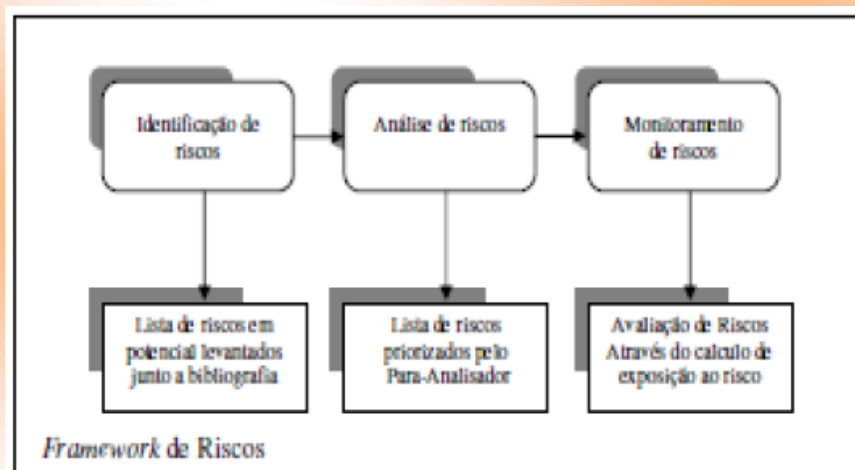 Identificação de
riscos
Análise de riscos
Monitoramento
de riscos
Lista de riscos em
potencial levantados
junto a bibliografia
Lista de riscos
priorizados pelo
Para-Analisador
Avaliação de Riscos
Através do calculo de
exposição ao risco
Framework de Riscos